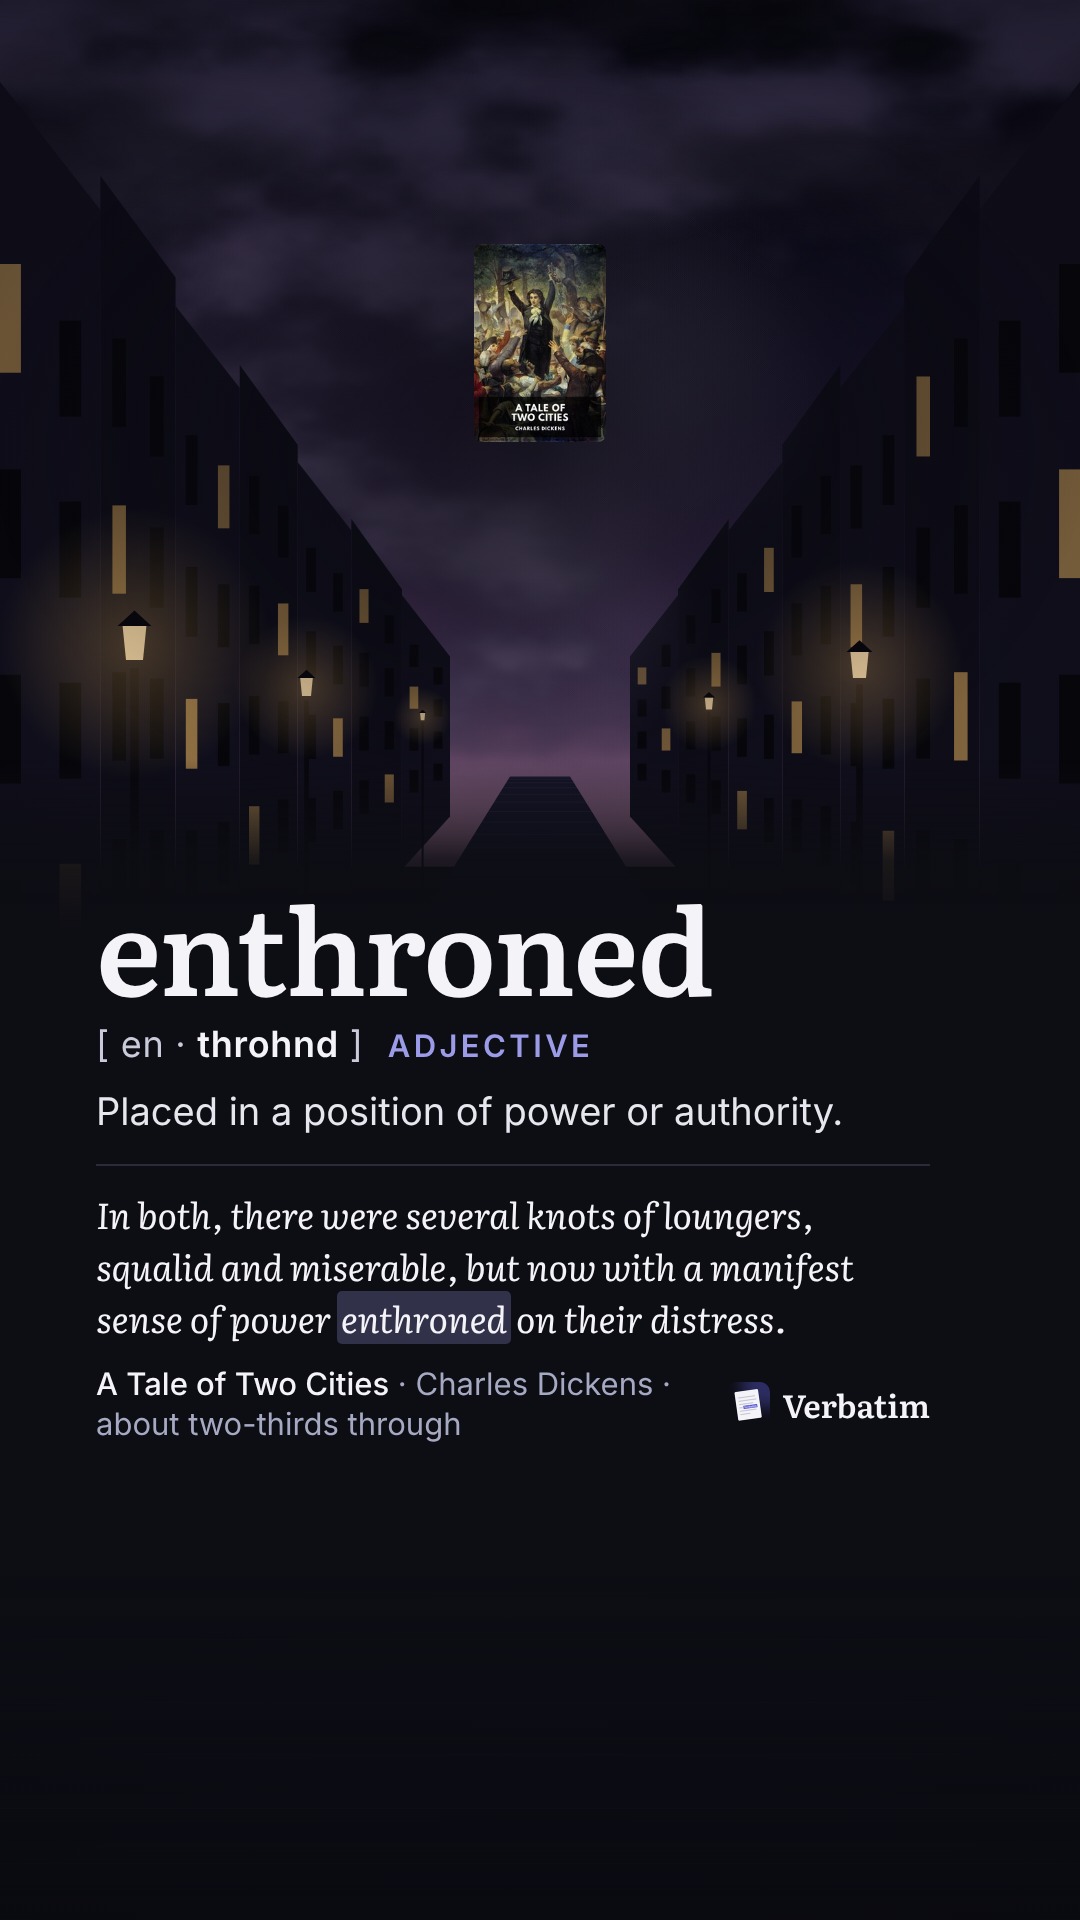 A TALE OF
TWO CITIES
CHARLES DICKENS
enthroned
[ en · throhnd ] ADJECTIVE
Placed in a position of power or authority.
In both, there were several knots of loungers,
squalid and miserable, but now with a manifest
sense of power enthroned on their distress.
A Tale of Two Cities · Charles Dickens ·
about two-thirds through
Verbatim